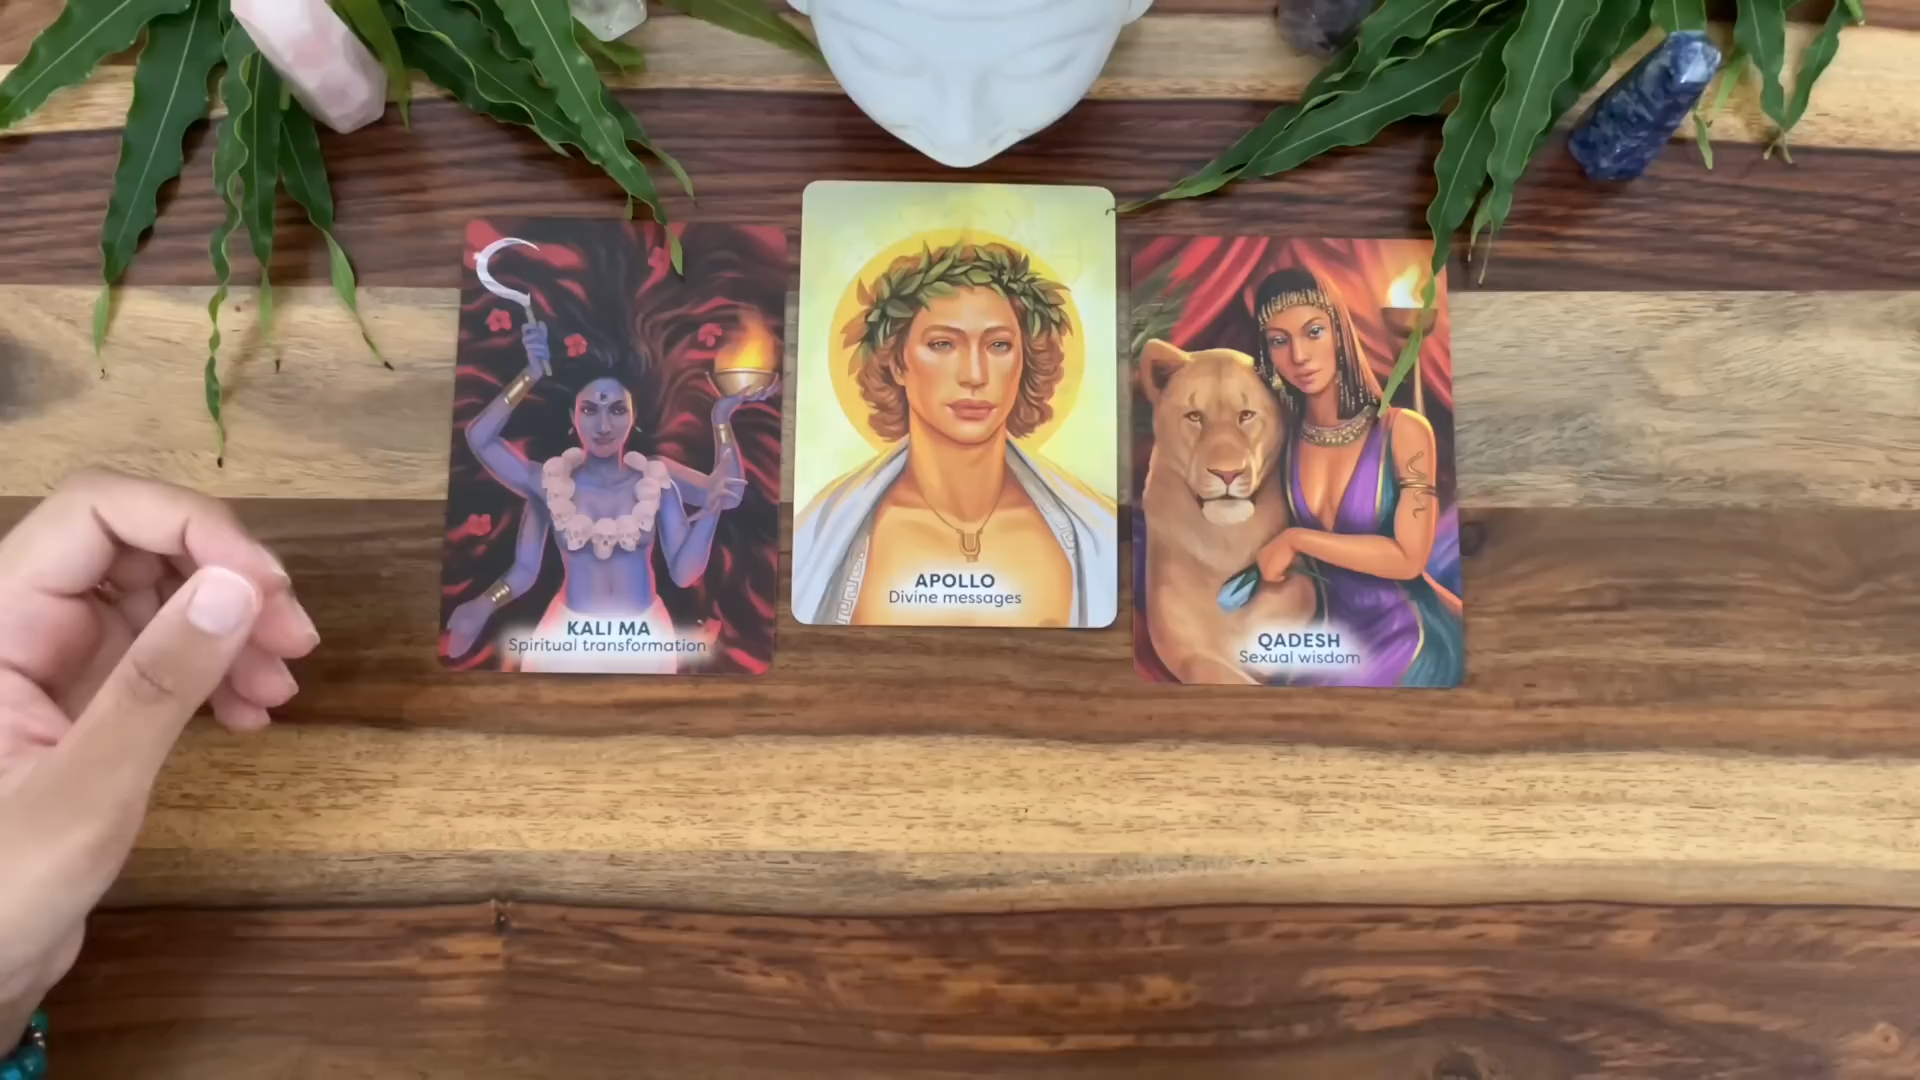 KALI MA
Spiritual transformation
APOLLO
Divine messages
QADESH
Sexual wisdom